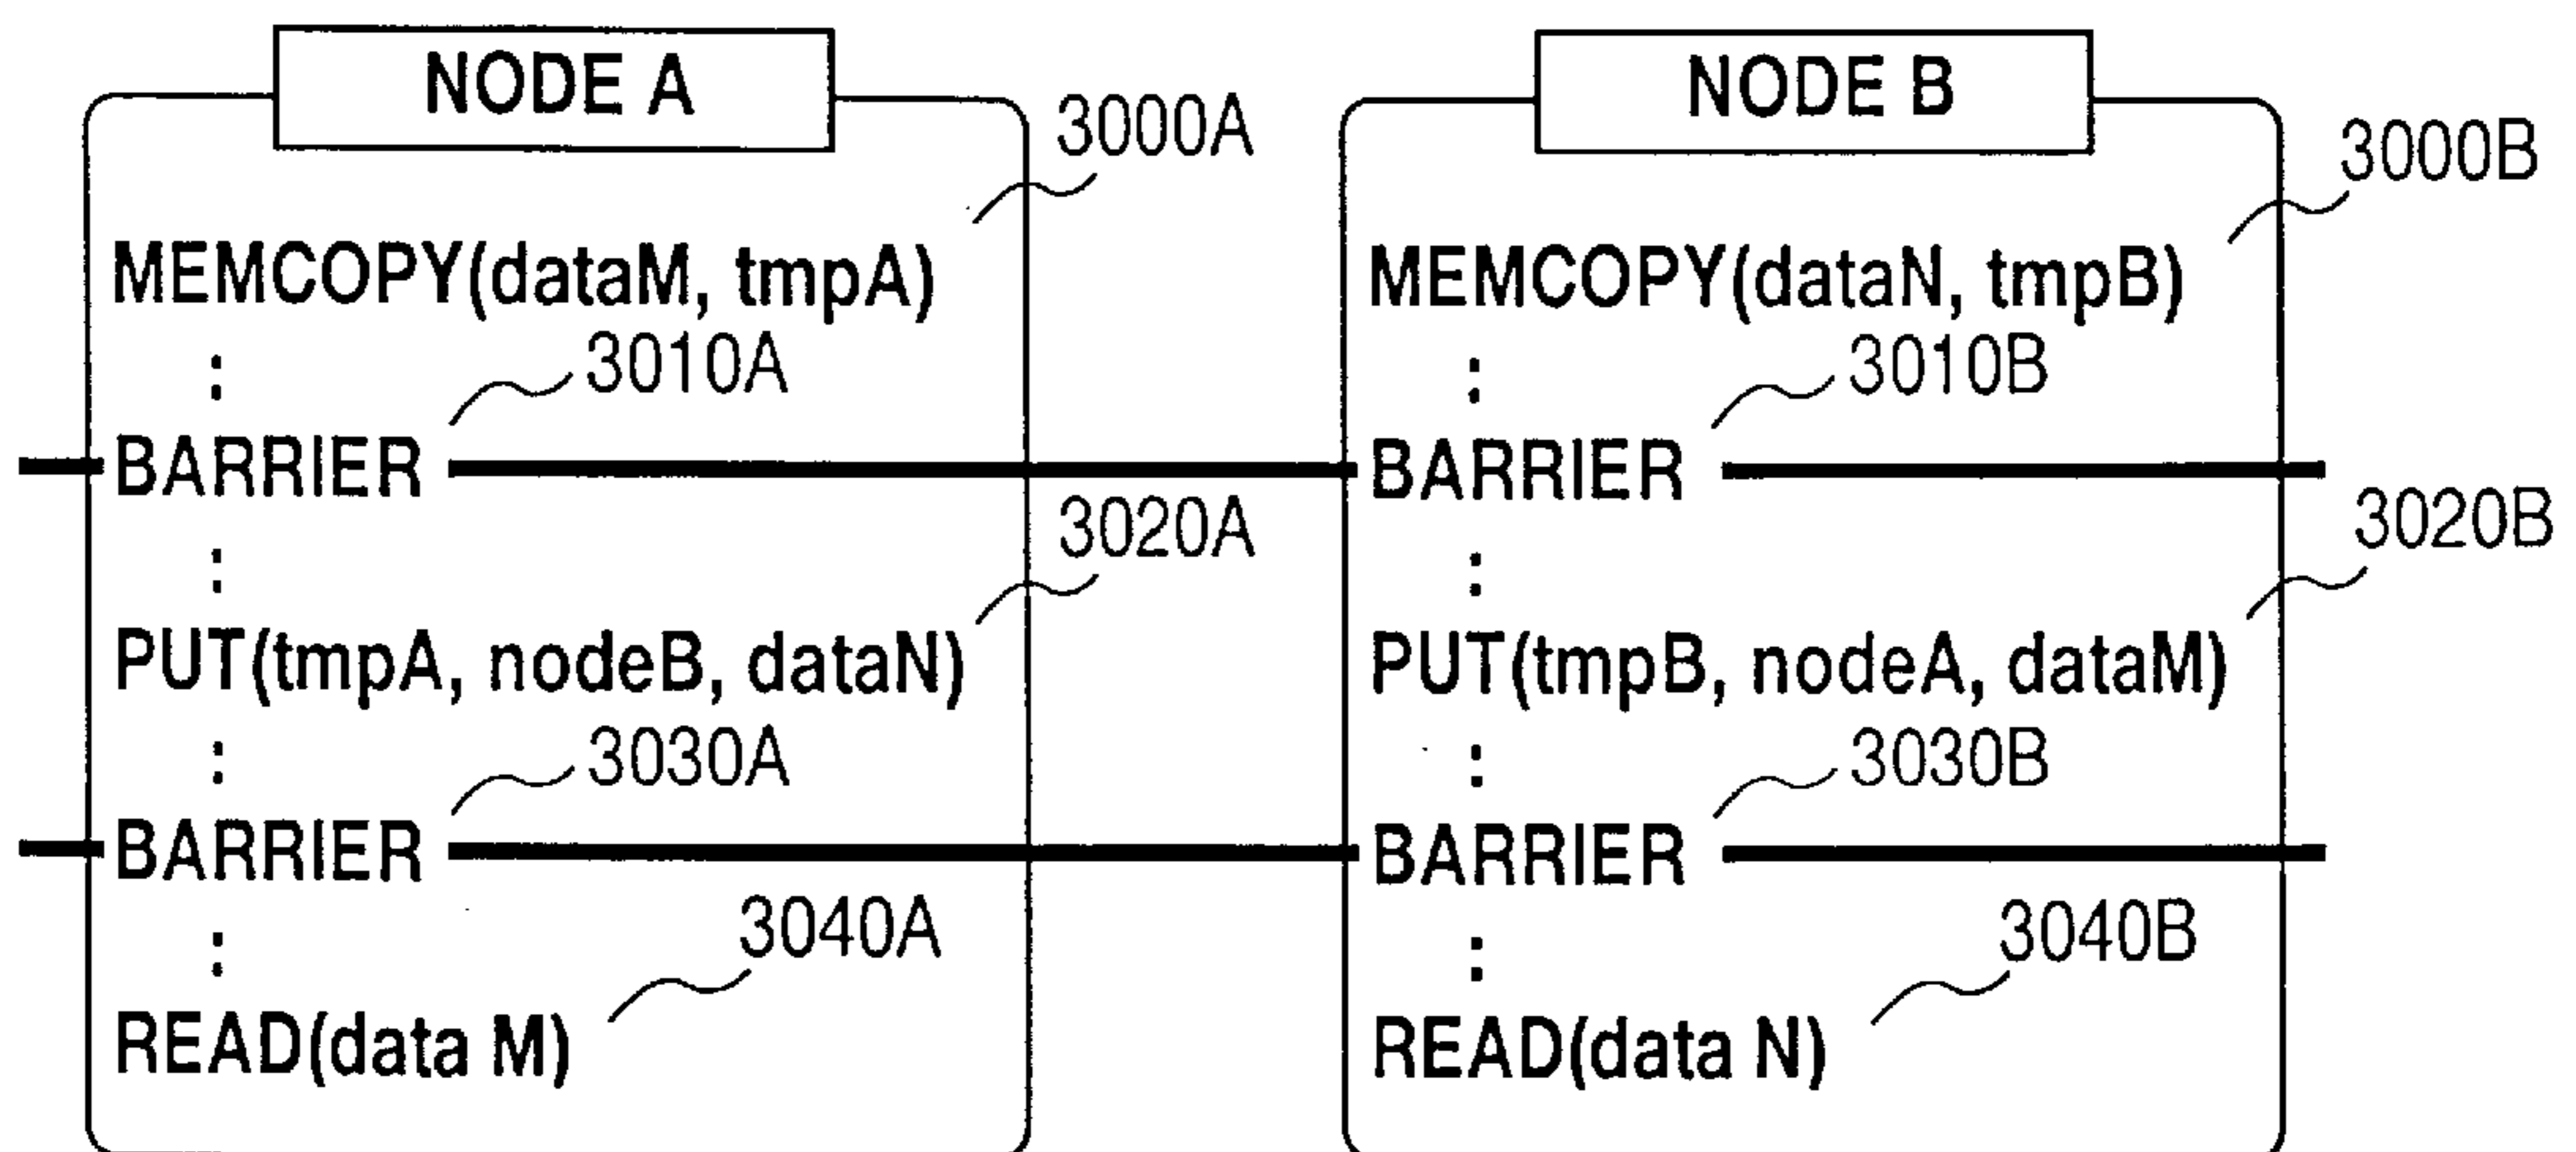 NODE A
3000A
MEMCOPY(dataM, tmpA)
3010A
BARRIER
3020A
PUT(tmpA, nodeB, dataN)
3030A
BARRIER
3040A
READ(data M)
NODE B
3000B
MEMCOPY(dataN, tmpB)
3010B
BARRIER
3020B
PUT(tmpB, nodeA, dataM)
3030B
BARRIER
3040B
READ(data N)